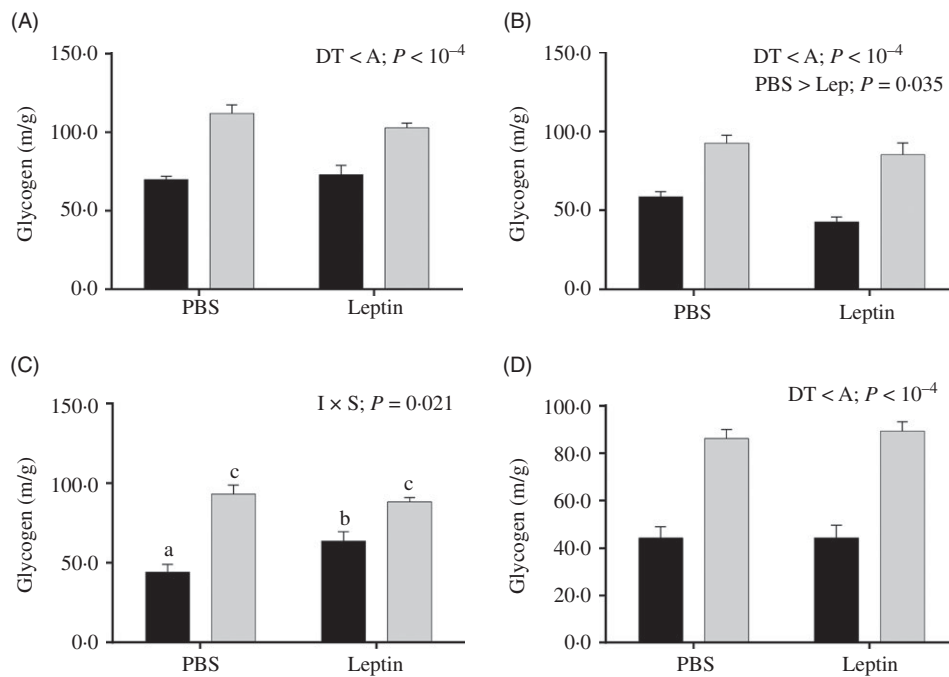 (A)
150·0
100·0
50·0
0·0
Glycogen (m/g)
DT < A; P < 10⁻⁴
PBS
Leptin
(B)
150·0
100·0
50·0
0·0
Glycogen (m/g)
DT < A; P < 10⁻⁴
PBS > Lep; P = 0·035
PBS
Leptin
(C)
150·0
100·0
50·0
0·0
Glycogen (m/g)
I × S; P = 0·021
a
c
b
c
PBS
Leptin
(D)
100·0
80·0
60·0
40·0
20·0
0·0
Glycogen (m/g)
DT < A; P < 10⁻⁴
PBS
Leptin